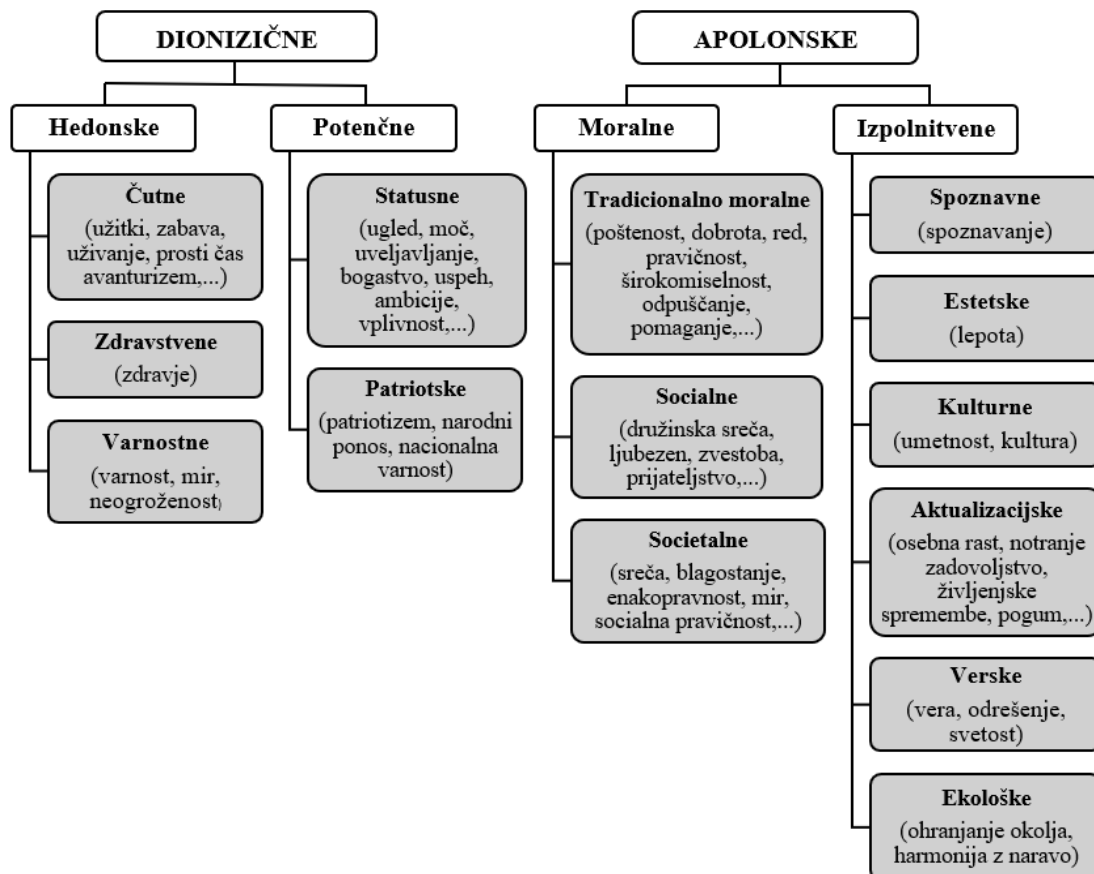 DIONIZIČNE
Hedonske
Čutne
(užitki, zabava,
uživanje, prosti čas
avanturizem,...)
Zdravstvene
(zdravje)
Varnostne
(varnost, mir,
neogroženost)
Potenčne
Statusne
(ugled, moč,
uveljavljanje,
bogastvo, uspeh,
ambicije,
vplivnost,...)
Patriotske
(patriotizem, narodni
ponos, nacionalna
varnost)
APOLONSKE
Moralne
Tradicionalno moralne
(poštenost, dobrota, red,
pravičnost,
širokomiselnost,
odpuščanje,
pomaganje,...)
Socialne
(družinska sreča,
ljubezen, zvestoba,
prijateljstvo,...)
Societalne
(sreča, blagostanje,
enakopravnost, mir,
socialna pravičnost,...)
Izpolnitvene
Spoznavne
(spoznavanje)
Estetske
(lepota)
Kulturne
(umetnost, kultura)
Aktualizacijske
(osebna rast, notranje
zadovoljstvo,
življenjske
spremembe, pogum,...)
Verske
(vera, odrešenje,
svetost)
Ekološke
(ohranjanje okolja,
harmonija z naravo)